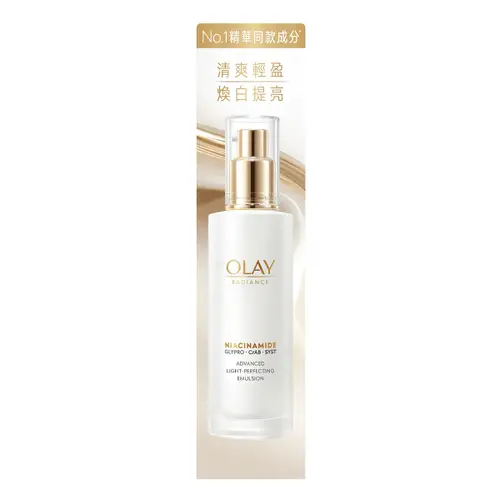 No.1精華同款成分*
清爽輕盈
煥白提亮
OLAY
RADIANCE
NIACINAMIDE
GLYPRO · CrAB · SYST
ADVANCED
LIGHT-PERFECTING
EMULSION